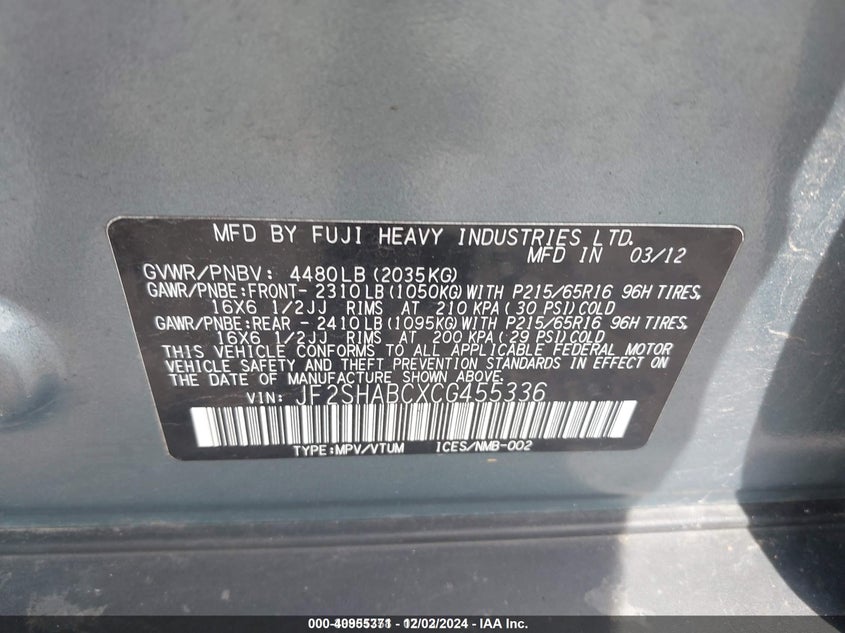 MFD BY FUJI HEAVY INDUSTRIES LTD.
MFD IN 03/12
GVWR/PNBV: 4480LB (2035KG)
GAWR/PNBE:FRONT- 2310LB (1050KG) WITH P215/65R16 96H TIRES,
16X6 1/2JJ RIMS AT 210 KPA (30 PSI) COLD
GAWR/PNBE:REAR - 2410LB (1095KG) WITH P215/65R16 96H TIRES,
16X6 1/2JJ RIMS AT 200 KPA (29 PSI) COLD
THIS VEHICLE CONFORMS TO ALL APPLICABLE FEDERAL MOTOR
VEHICLE SAFETY AND THEFT PREVENTION STANDARDS IN EFFECT ON
THE DATE OF MANUFACTURE SHOWN ABOVE.
VIN: JF2SHABCXCG455336
TYPE:MPV/VTUM ICES/NMB-002
12/02/2024 - IAA Inc.